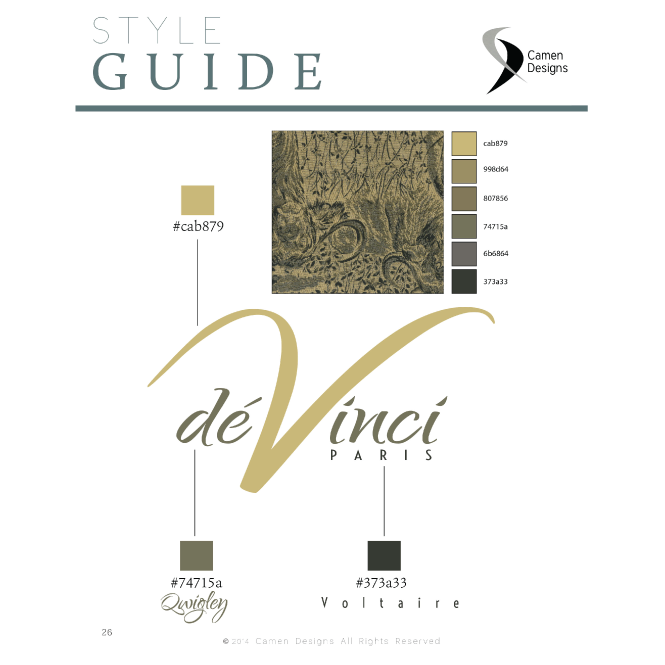 STYLE
GUIDE
Camen
Designs
cab879
998d64
807856
74715a
6b6864
373a33
#cab879
déVinci
PARIS
#74715a
Qwigley
#373a33
Voltaire
26
© 2014 Camen Designs All Rights Reserved